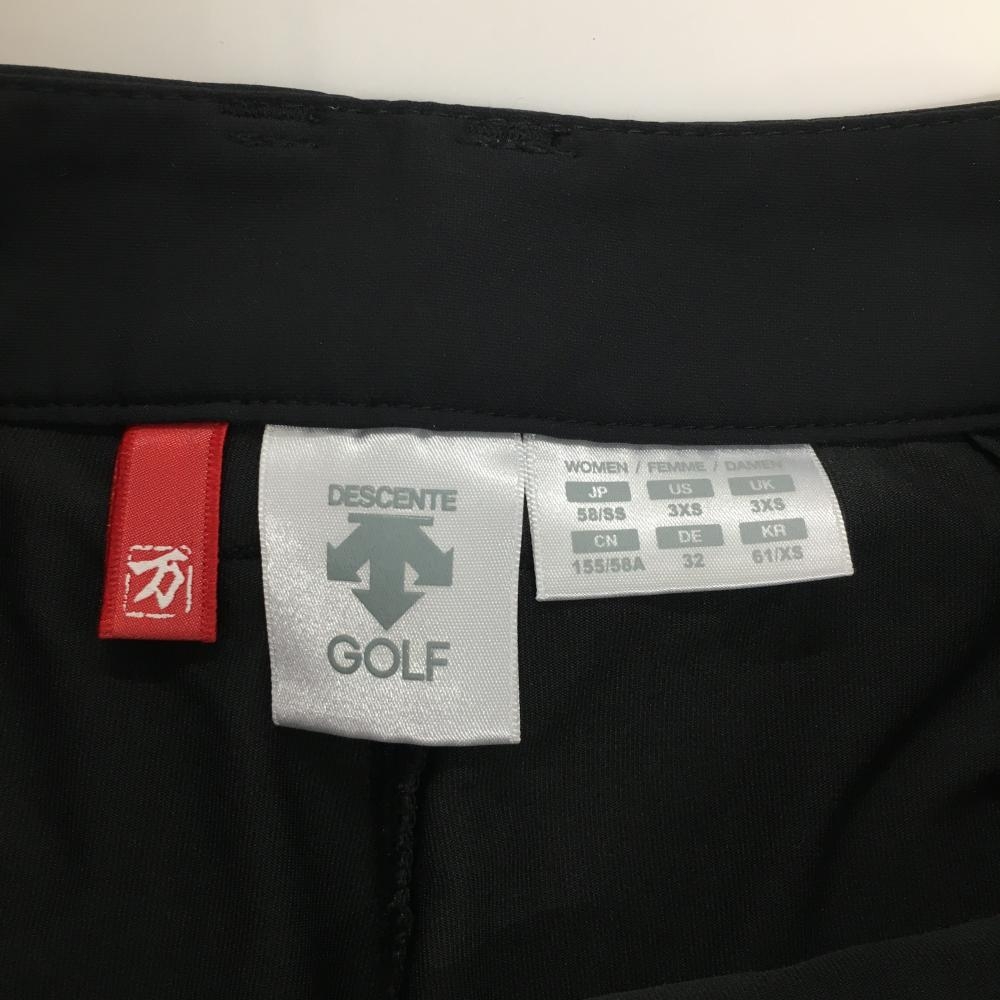 DESCENTE
GOLF
WOMEN / FEMME / DAMEN
JP US UK
58/SS 3XS 3XS
CN DE KR
155/58A 32 61/XS